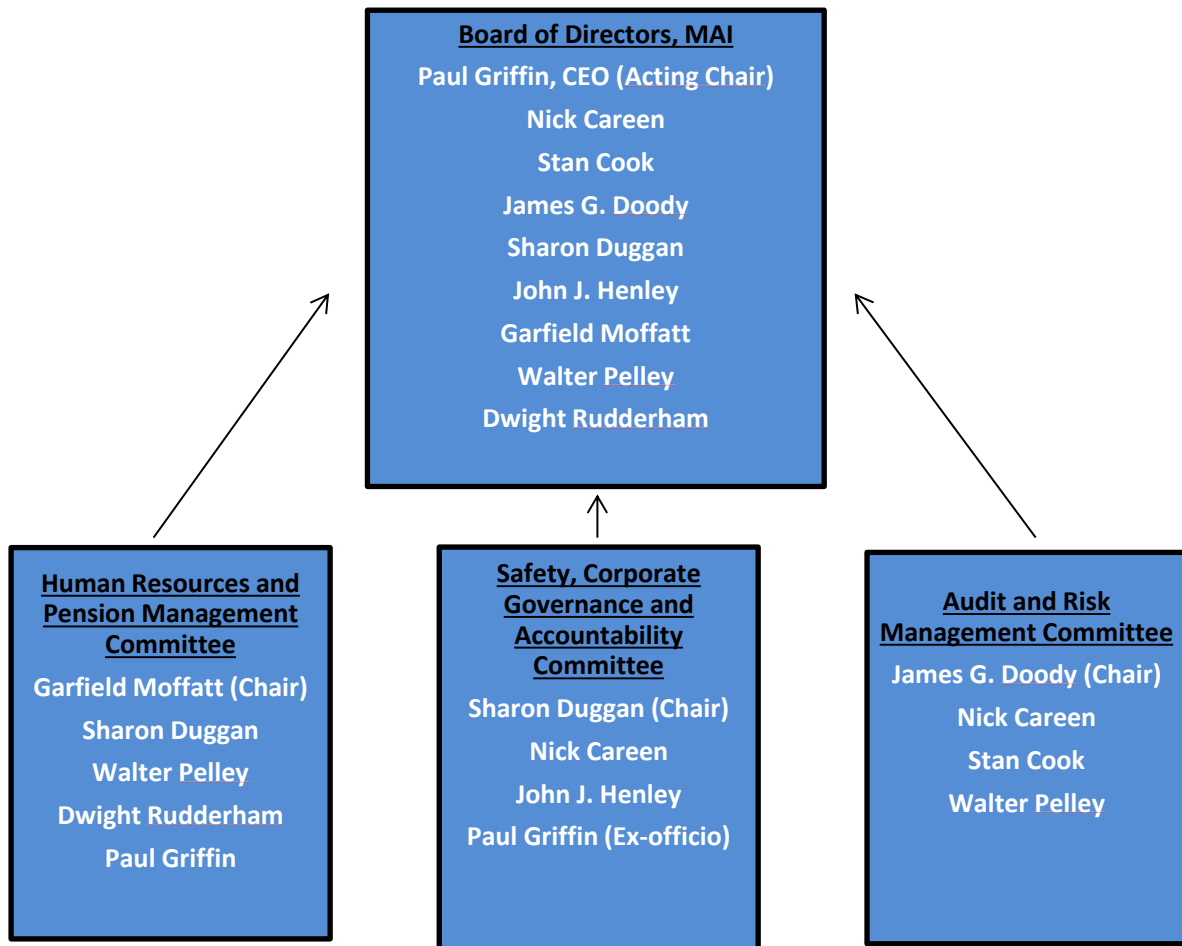 Board of Directors, MAI
Paul Griffin, CEO (Acting Chair)
Nick Careen
Stan Cook
James G. Doody
Sharon Duggan
John J. Henley
Garfield Moffatt
Walter Pelley
Dwight Rudderham
Human Resources and
Pension Management
Committee
Garfield Moffatt (Chair)
Sharon Duggan
Walter Pelley
Dwight Rudderham
Paul Griffin
Safety, Corporate
Governance and
Accountability
Committee
Sharon Duggan (Chair)
Nick Careen
John J. Henley
Paul Griffin (Ex-officio)
Audit and Risk
Management Committee
James G. Doody (Chair)
Nick Careen
Stan Cook
Walter Pelley